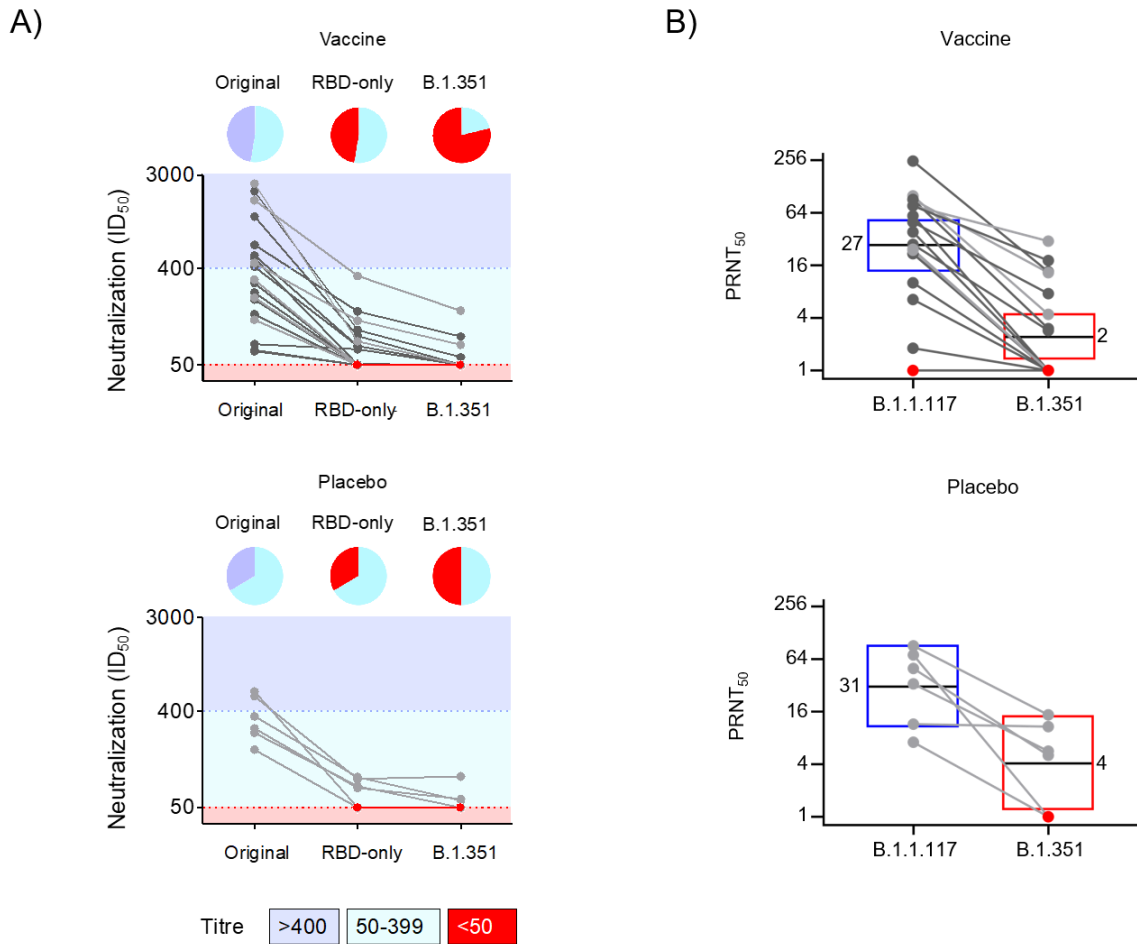 A)
Vaccine
Original RBD-only B.1.351
Neutralization (ID50)
3000
400
50
Original RBD-only B.1.351
Placebo
Original RBD-only B.1.351
Neutralization (ID50)
3000
400
50
Original RBD-only B.1.351
Titre >400 50-399 <50
B)
Vaccine
PRNT50
256
64
16
4
1
27
2
B.1.1.117 B.1.351
Placebo
PRNT50
256
64
16
4
1
31
4
B.1.1.117 B.1.351